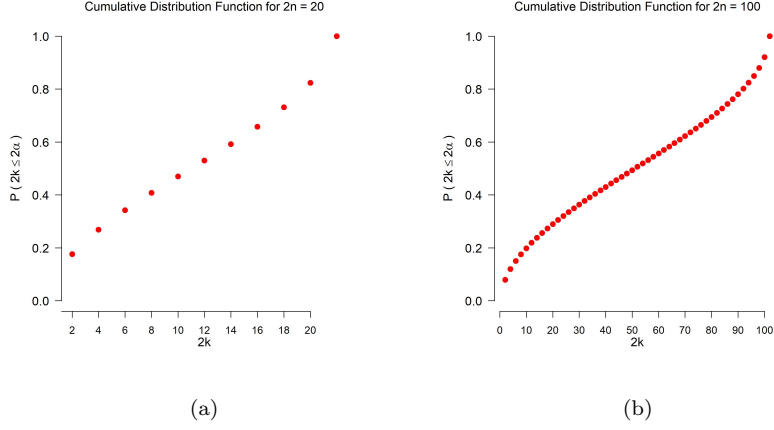 Cumulative Distribution Function for 2n = 20
1.0
0.8
0.6
0.4
0.2
0.0
P ( 2k ≤ 2α )
2 4 6 8 10 12 14 16 18 20
2k
(a)
Cumulative Distribution Function for 2n = 100
1.0
0.8
0.6
0.4
0.2
0.0
P ( 2k ≤ 2α )
0 10 20 30 40 50 60 70 80 90 100
2k
(b)